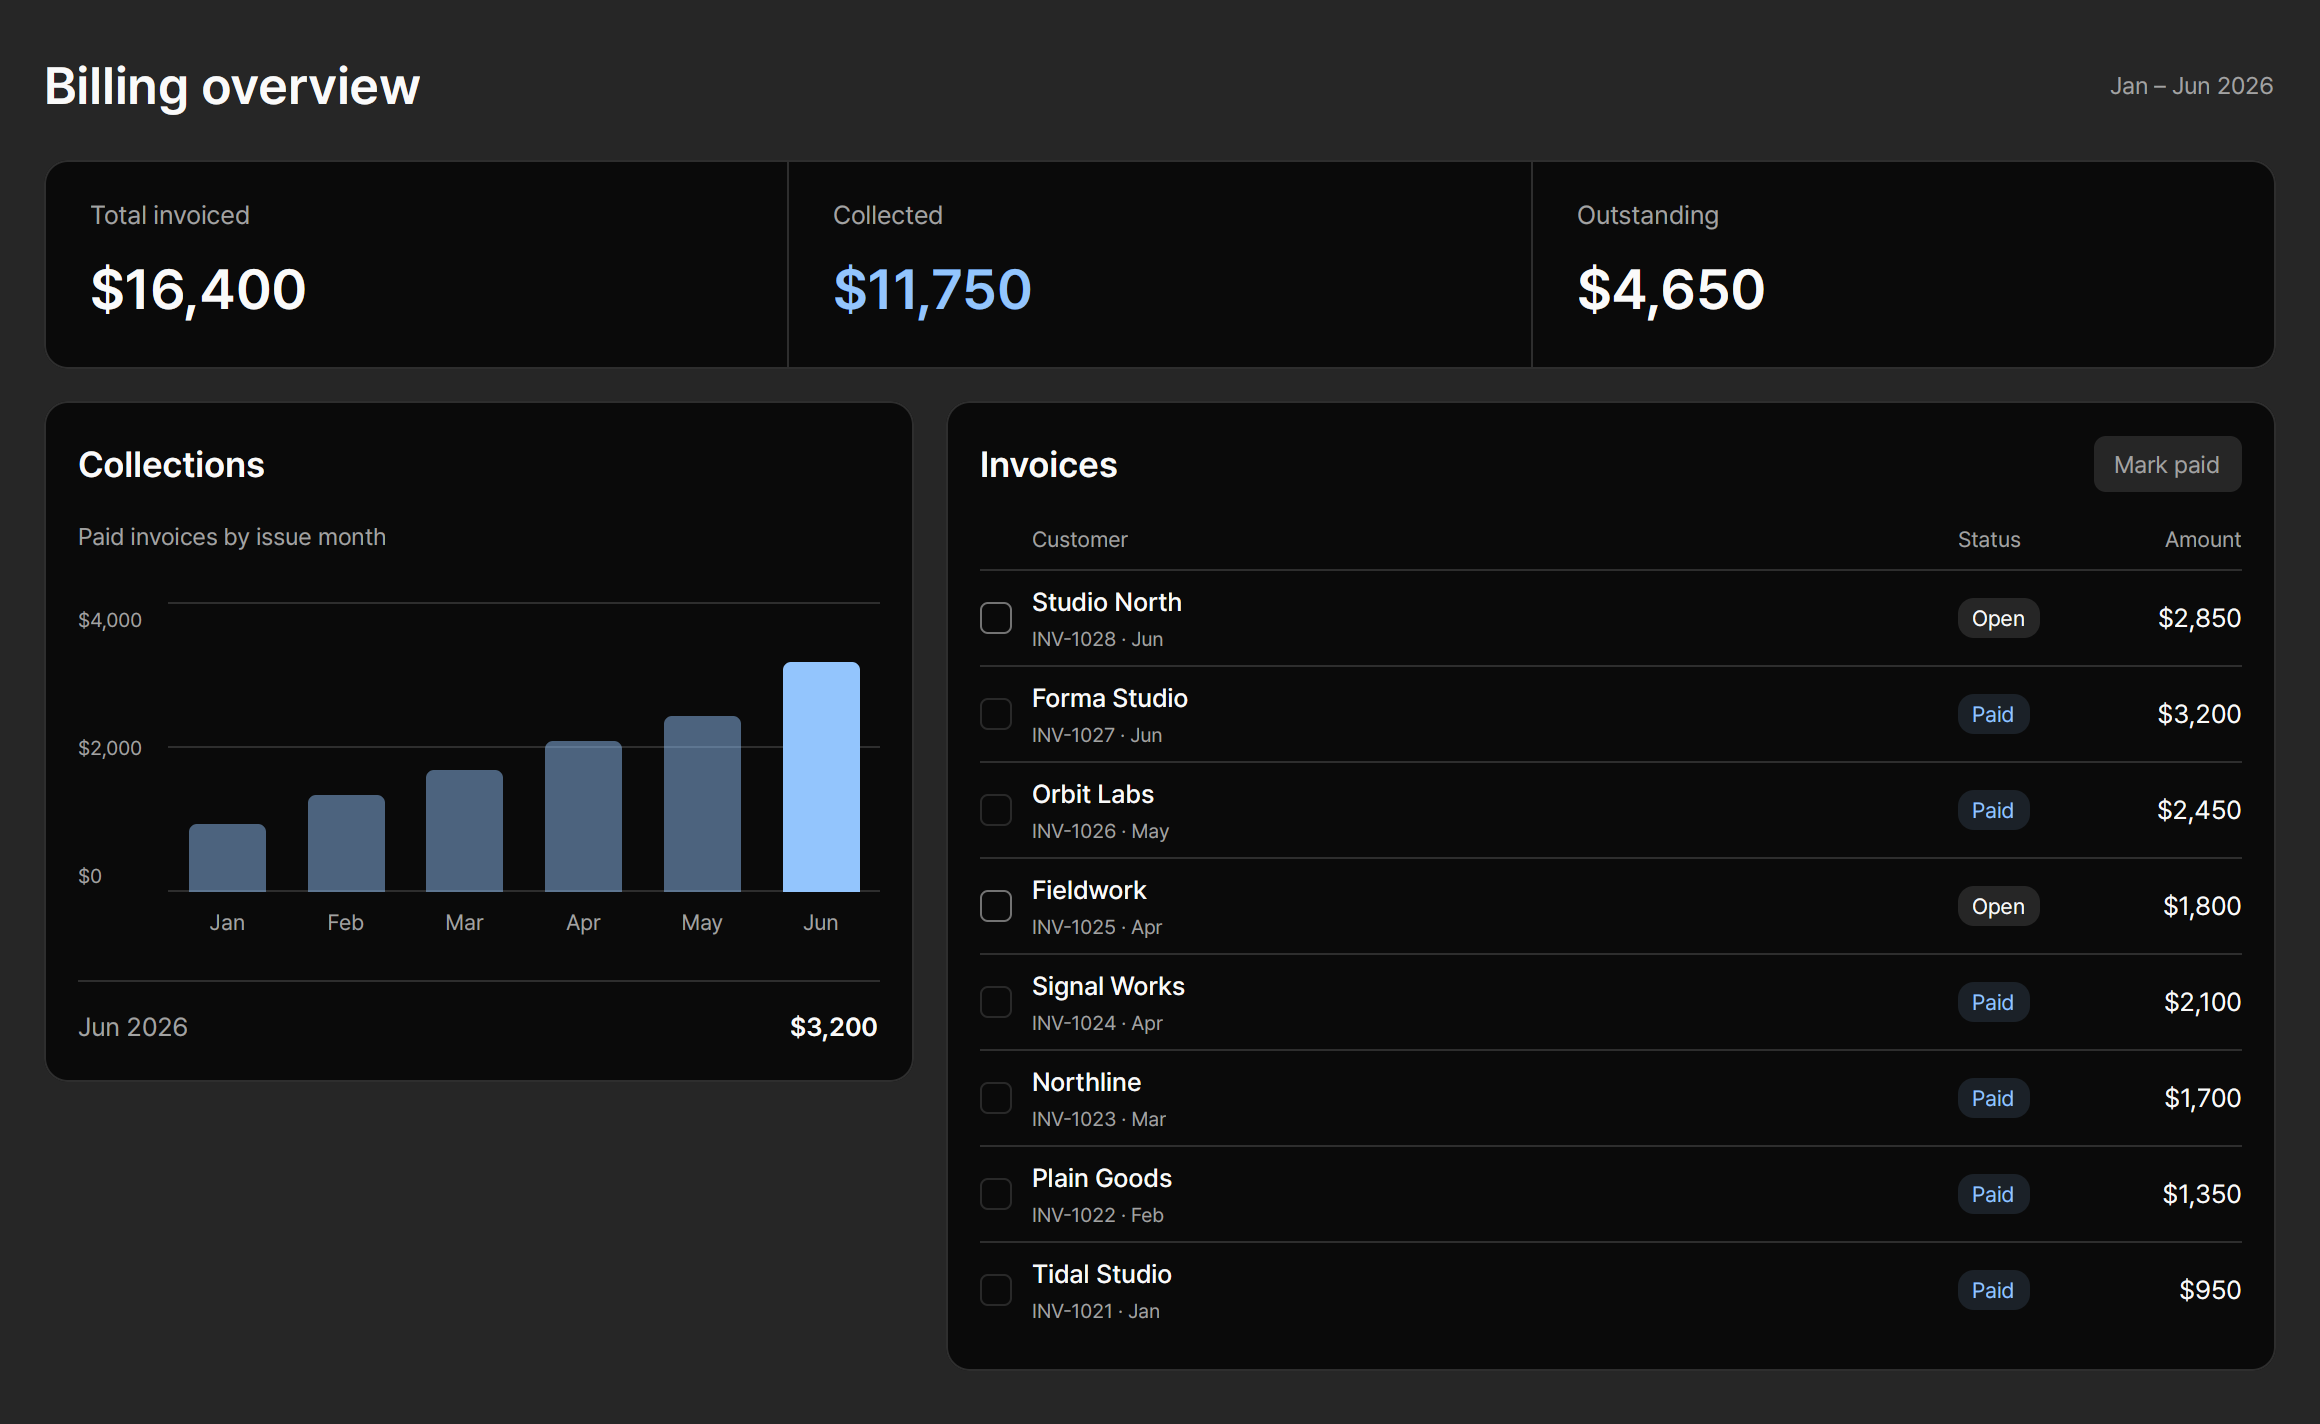 Billing overview
Jan – Jun 2026
Total invoiced
$16,400
Collected
$11,750
Outstanding
$4,650
Collections
Paid invoices by issue month
$4,000
$2,000
$0
Jan Feb Mar Apr May Jun
Jun 2026 $3,200
Invoices
Mark paid
Customer Status Amount
Studio North
INV-1028 · Jun
Open $2,850
Forma Studio
INV-1027 · Jun
Paid $3,200
Orbit Labs
INV-1026 · May
Paid $2,450
Fieldwork
INV-1025 · Apr
Open $1,800
Signal Works
INV-1024 · Apr
Paid $2,100
Northline
INV-1023 · Mar
Paid $1,700
Plain Goods
INV-1022 · Feb
Paid $1,350
Tidal Studio
INV-1021 · Jan
Paid $950